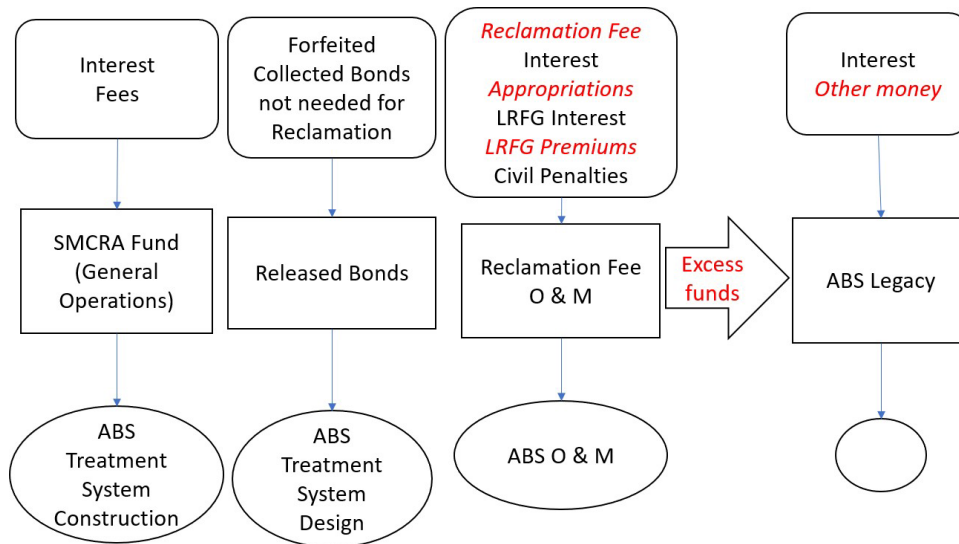 Interest
Fees
Forfeited
Collected Bonds
not needed for
Reclamation
Reclamation Fee
Interest
Appropriations
LRFG Interest
LRFG Premiums
Civil Penalties
Interest
Other money
SMCRA Fund
(General
Operations)
Released Bonds
Reclamation Fee
O & M
Excess
funds
ABS Legacy
ABS
Treatment
System
Construction
ABS
Treatment
System
Design
ABS O & M